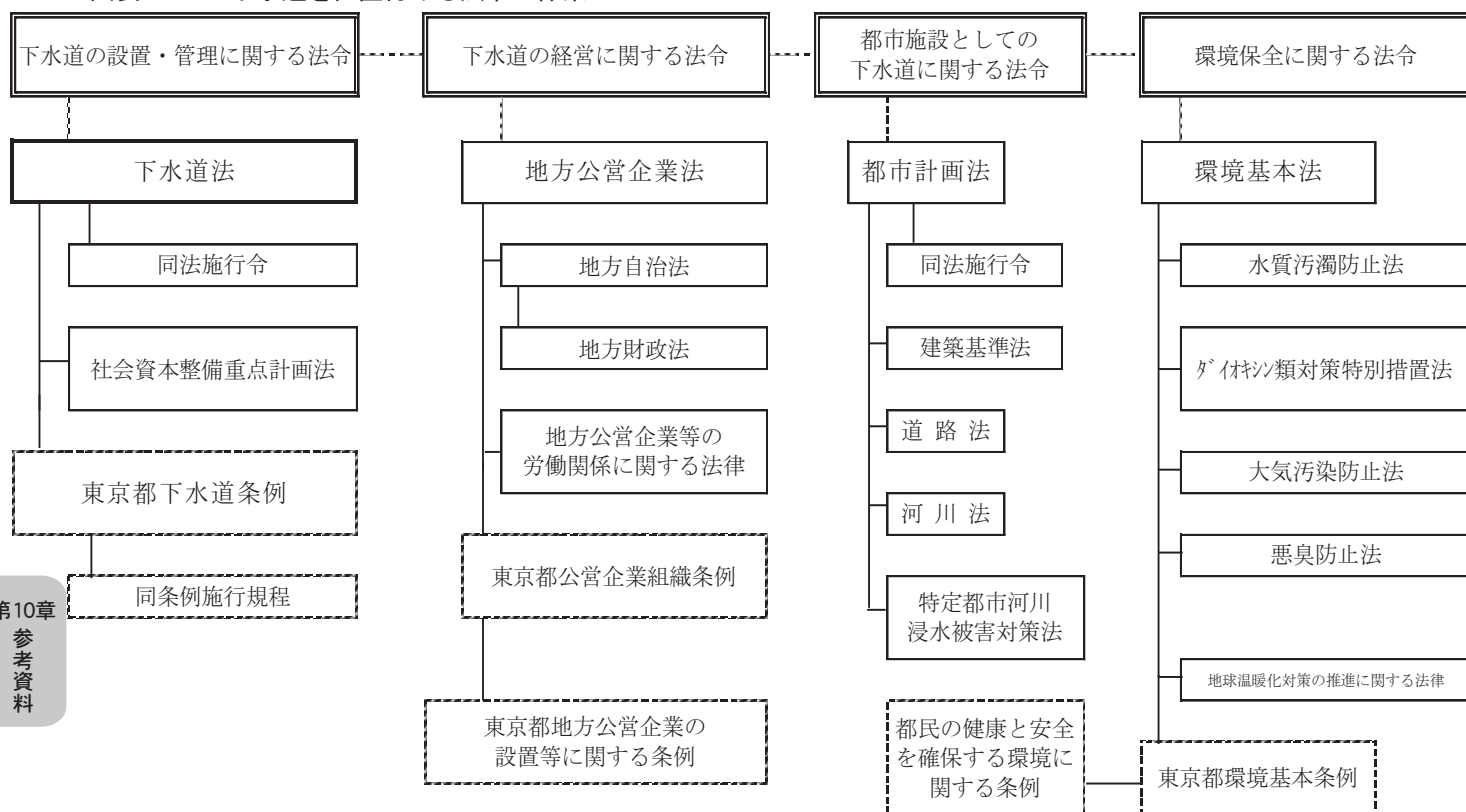 下水道の設置・管理に関する法令
下水道の経営に関する法令
都市施設としての
下水道に関する法令
環境保全に関する法令
下水道法
同法施行令
社会資本整備重点計画法
東京都下水道条例
同条例施行規程
地方公営企業法
地方自治法
地方財政法
地方公営企業等の
労働関係に関する法律
東京都公営企業組織条例
東京都地方公営企業の
設置等に関する条例
都市計画法
同法施行令
建築基準法
道 路 法
河 川 法
特定都市河川
浸水被害対策法
都民の健康と安全
を確保する環境に
関する条例
環境基本法
水質汚濁防止法
ダイオキシン類対策特別措置法
大気汚染防止法
悪臭防止法
地球温暖化対策の推進に関する法律
東京都環境基本条例
第10章
参考資料